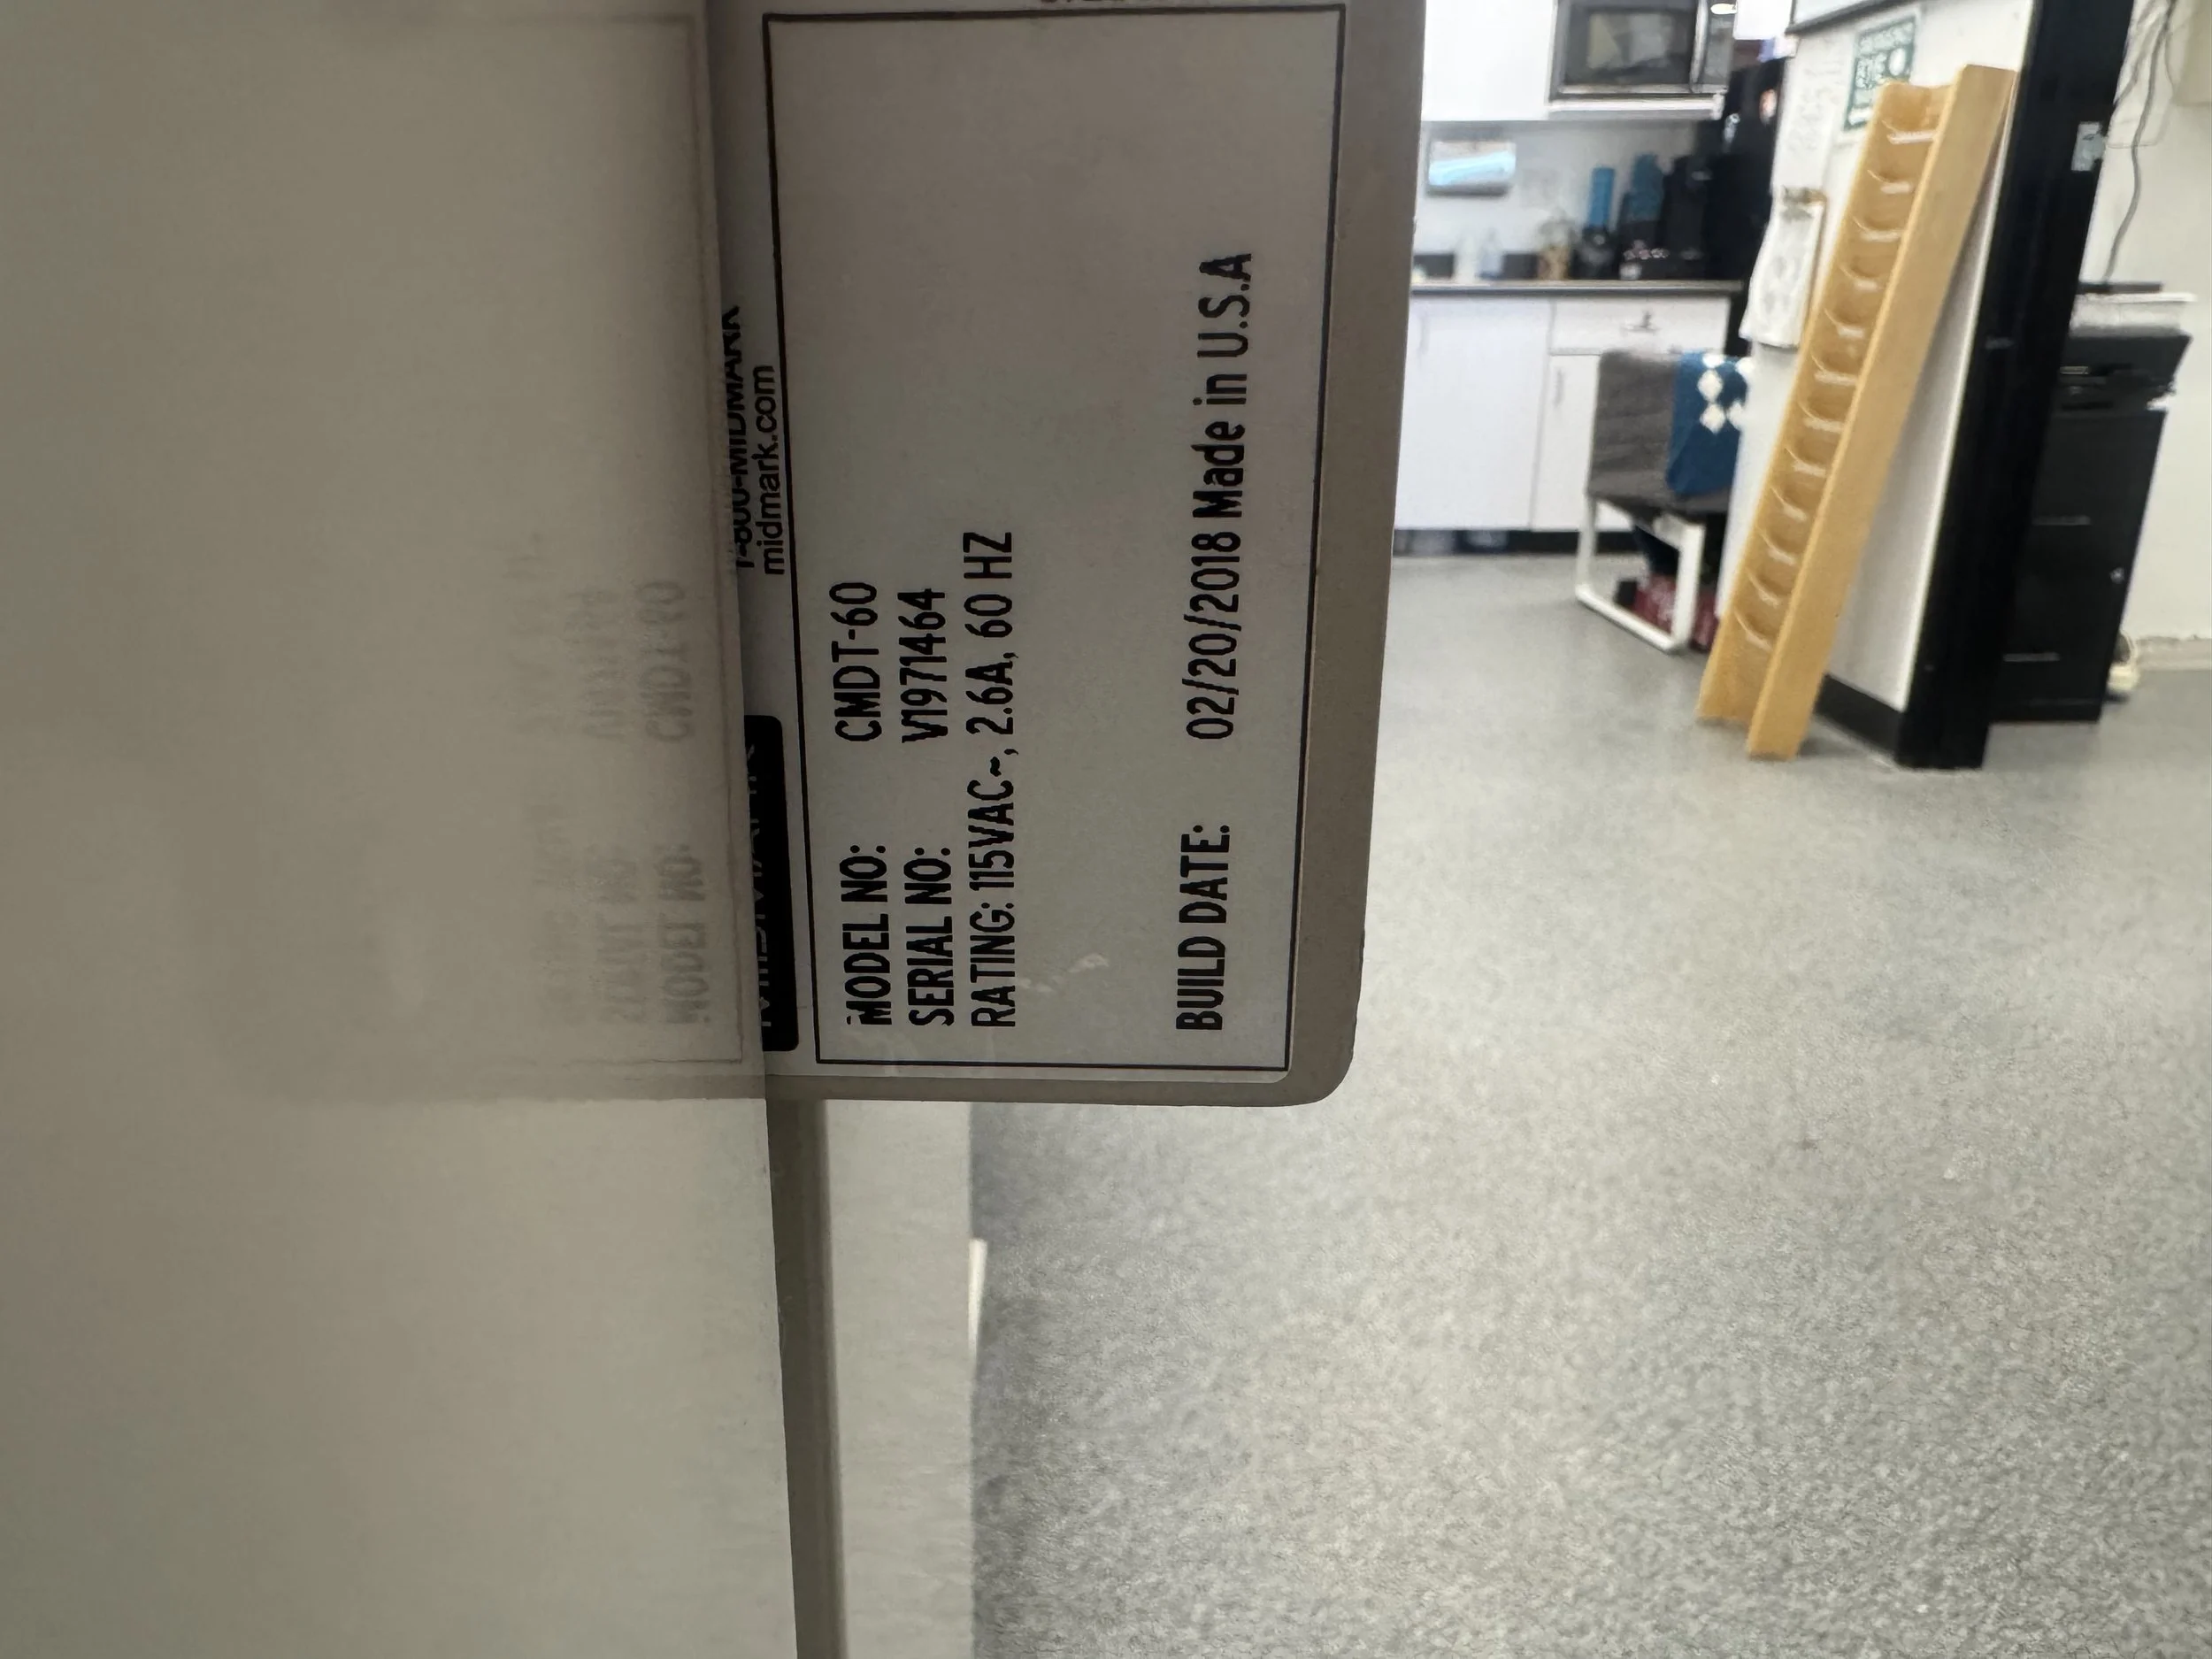 1-800-MIDMARK
midmark.com
MODEL NO: CMDT-60
SERIAL NO: V1971464
RATING: 115VAC~, 2.6A, 60 HZ
BUILD DATE: 02/20/2018 Made in U.S.A